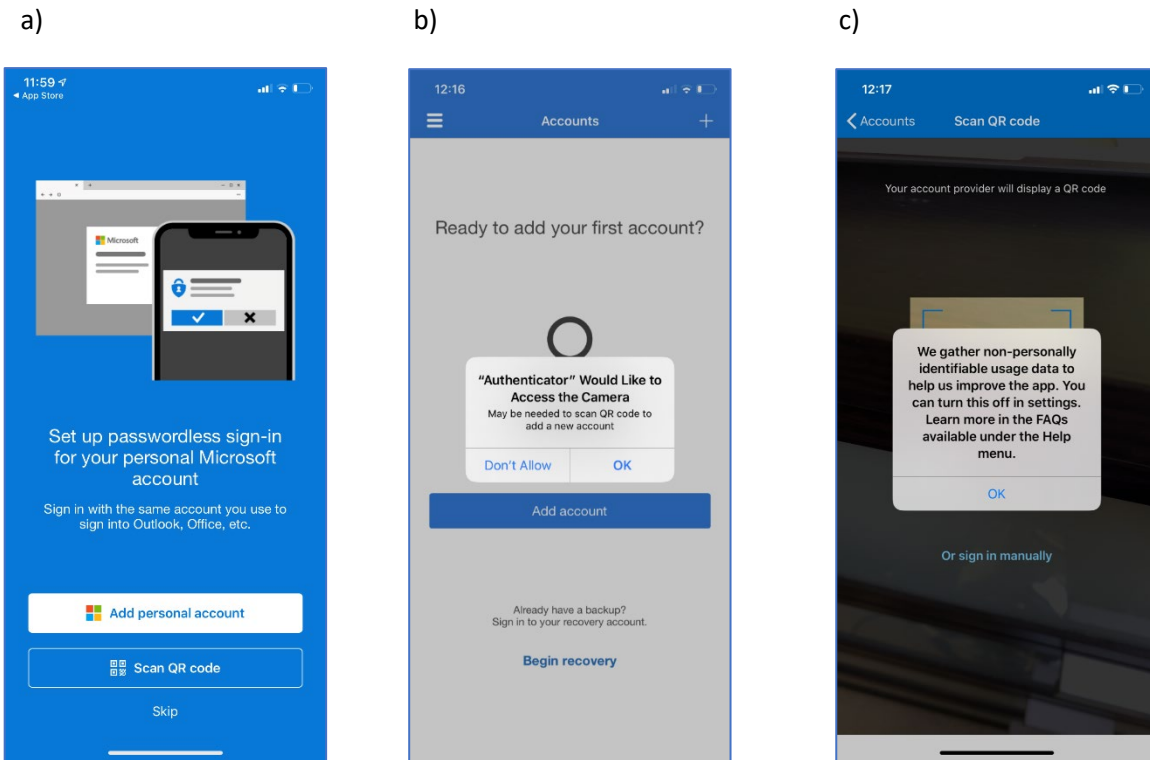 a)
b)
c)
11:59
App Store
Microsoft
Set up passwordless sign-in
for your personal Microsoft
account
Sign in with the same account you use to
sign into Outlook, Office, etc.
Add personal account
Scan QR code
Skip
12:16
Accounts
Ready to add your first account?
“Authenticator” Would Like to
Access the Camera
May be needed to scan QR code to
add a new account
Don't Allow
OK
Add account
Already have a backup?
Sign in to your recovery account.
Begin recovery
12:17
Accounts
Scan QR code
Your account provider will display a QR code
We gather non-personally
identifiable usage data to
help us improve the app. You
can turn this off in settings.
Learn more in the FAQs
available under the Help
menu.
OK
Or sign in manually